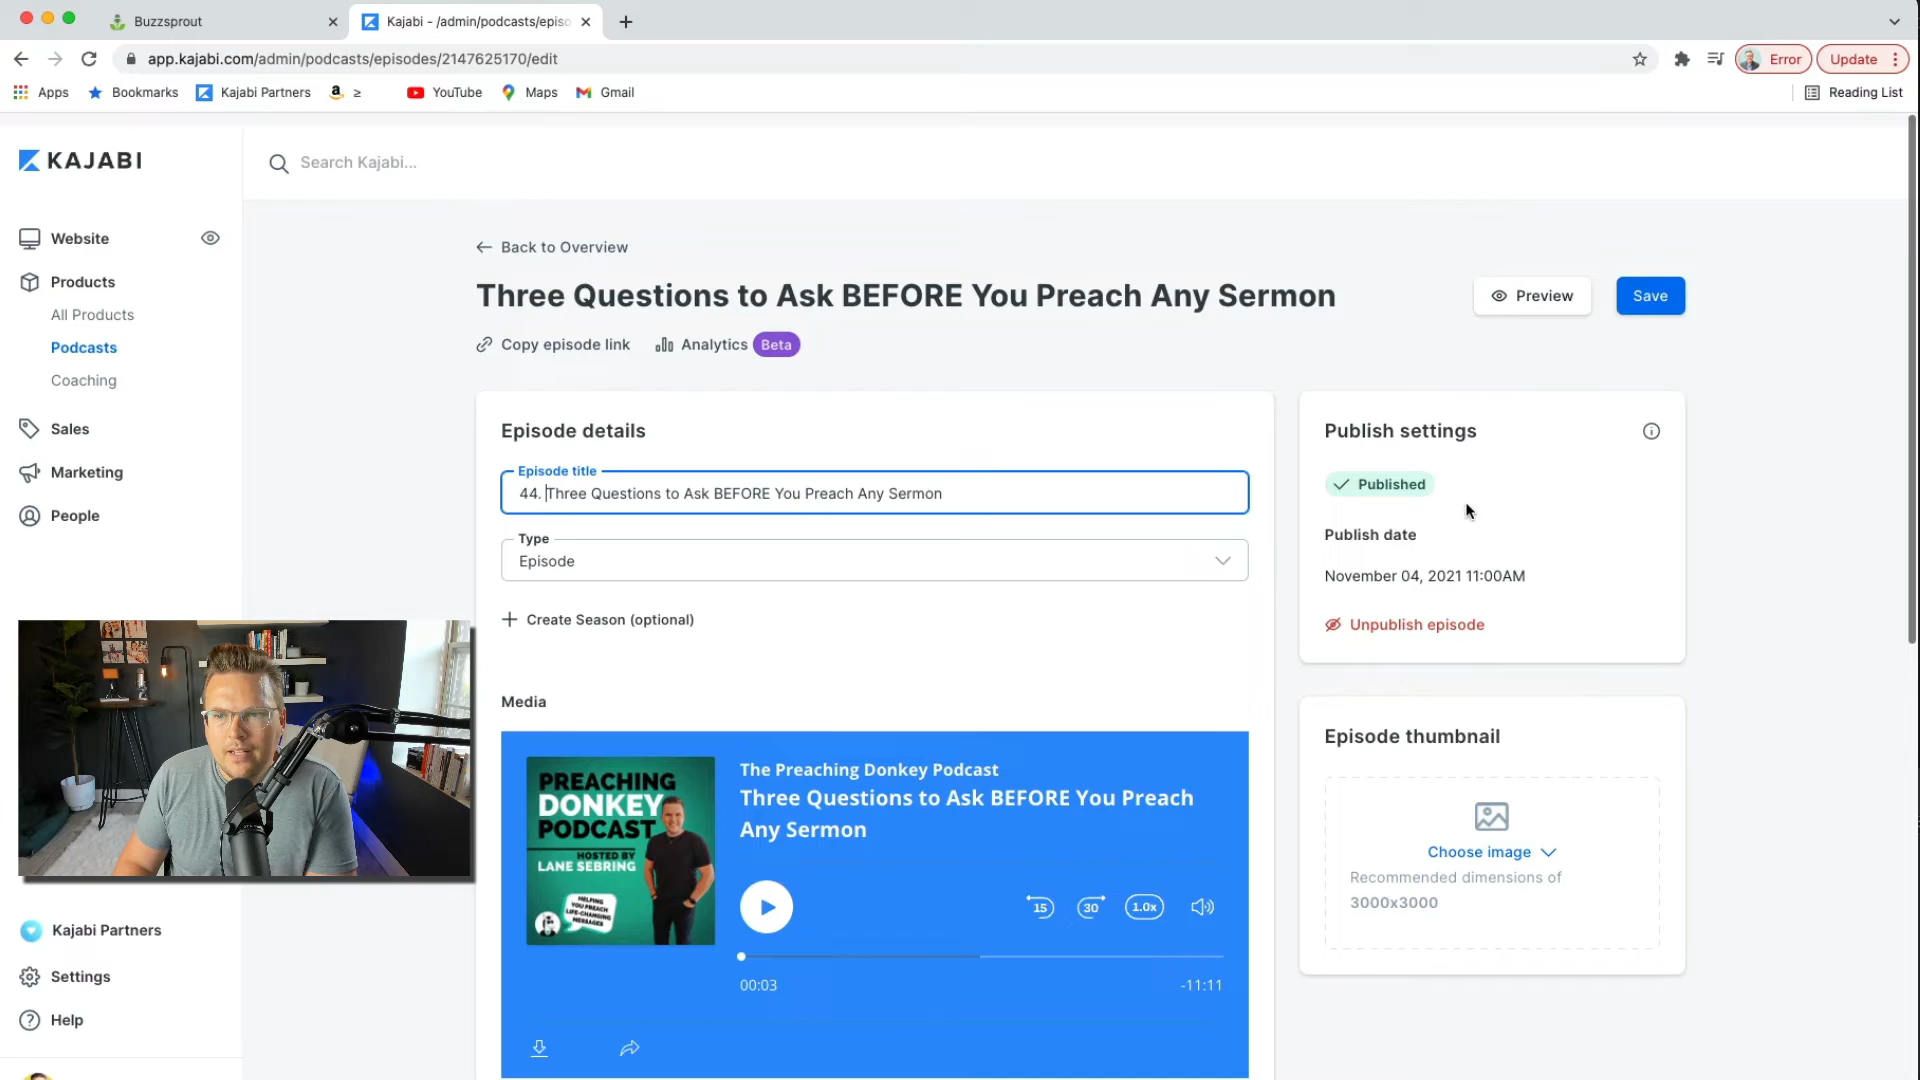 Buzzsprout
Kajabi - /admin/podcasts/episo
app.kajabi.com/admin/podcasts/episodes/2147625170/edit
Error
Update
Apps
Bookmarks
Kajabi Partners
≥
YouTube
Maps
Gmail
Reading List
KAJABI
Search Kajabi...
Website
Products
All Products
Podcasts
Coaching
Sales
Marketing
People
Kajabi Partners
Settings
Help
Back to Overview
Three Questions to Ask BEFORE You Preach Any Sermon
Preview
Save
Copy episode link
Analytics
Beta
Episode details
Episode title
44. Three Questions to Ask BEFORE You Preach Any Sermon
Type
Episode
Create Season (optional)
Media
PREACHING
DONKEY
PODCAST
HOSTED BY
LANE SEBRING
HELPING
YOU PREACH
LIFE-CHANGING
MESSAGES
The Preaching Donkey Podcast
Three Questions to Ask BEFORE You Preach
Any Sermon
15
30
1.0x
00:03
-11:11
Publish settings
Published
Publish date
November 04, 2021 11:00AM
Unpublish episode
Episode thumbnail
Choose image
Recommended dimensions of
3000x3000